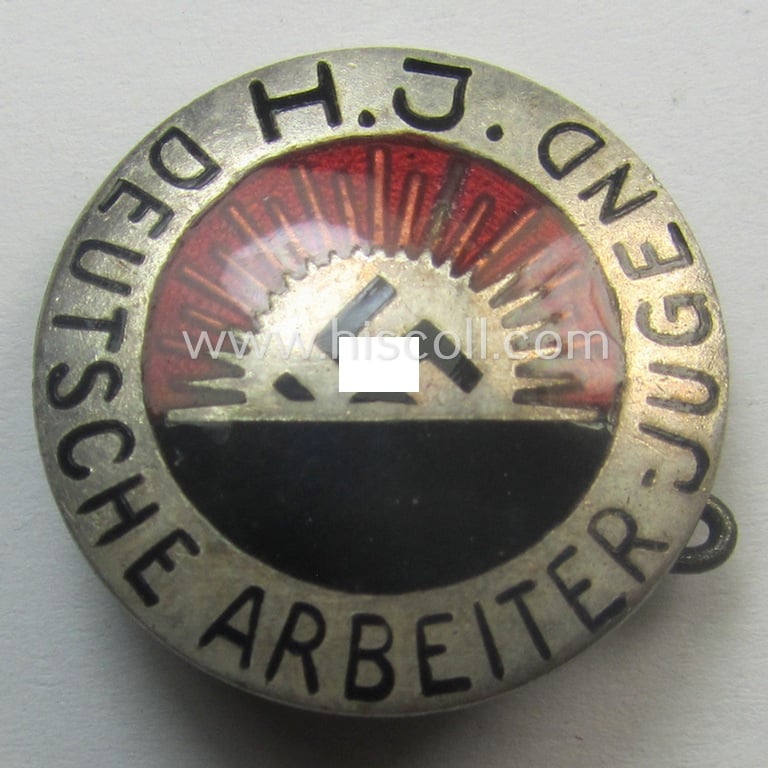 H.J.
DEUTSCHE ARBEITER-JUGEND
www.hiscoll.com